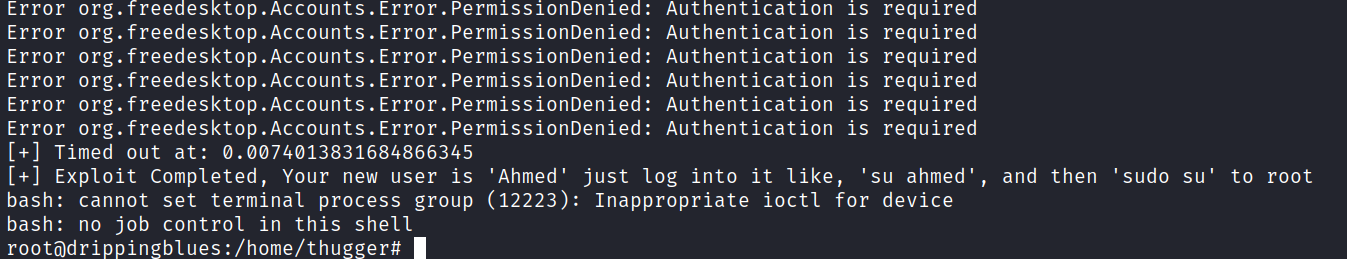 Error org.freedesktop.Accounts.Error.PermissionDenied: Authentication is required
Error org.freedesktop.Accounts.Error.PermissionDenied: Authentication is required
Error org.freedesktop.Accounts.Error.PermissionDenied: Authentication is required
Error org.freedesktop.Accounts.Error.PermissionDenied: Authentication is required
Error org.freedesktop.Accounts.Error.PermissionDenied: Authentication is required
Error org.freedesktop.Accounts.Error.PermissionDenied: Authentication is required
[+] Timed out at: 0.0074013831684866345
[+] Exploit Completed, Your new user is 'Ahmed' just log into it like, 'su ahmed', and then 'sudo su' to root
bash: cannot set terminal process group (12223): Inappropriate ioctl for device
bash: no job control in this shell
root@drippingblues:/home/thugger#